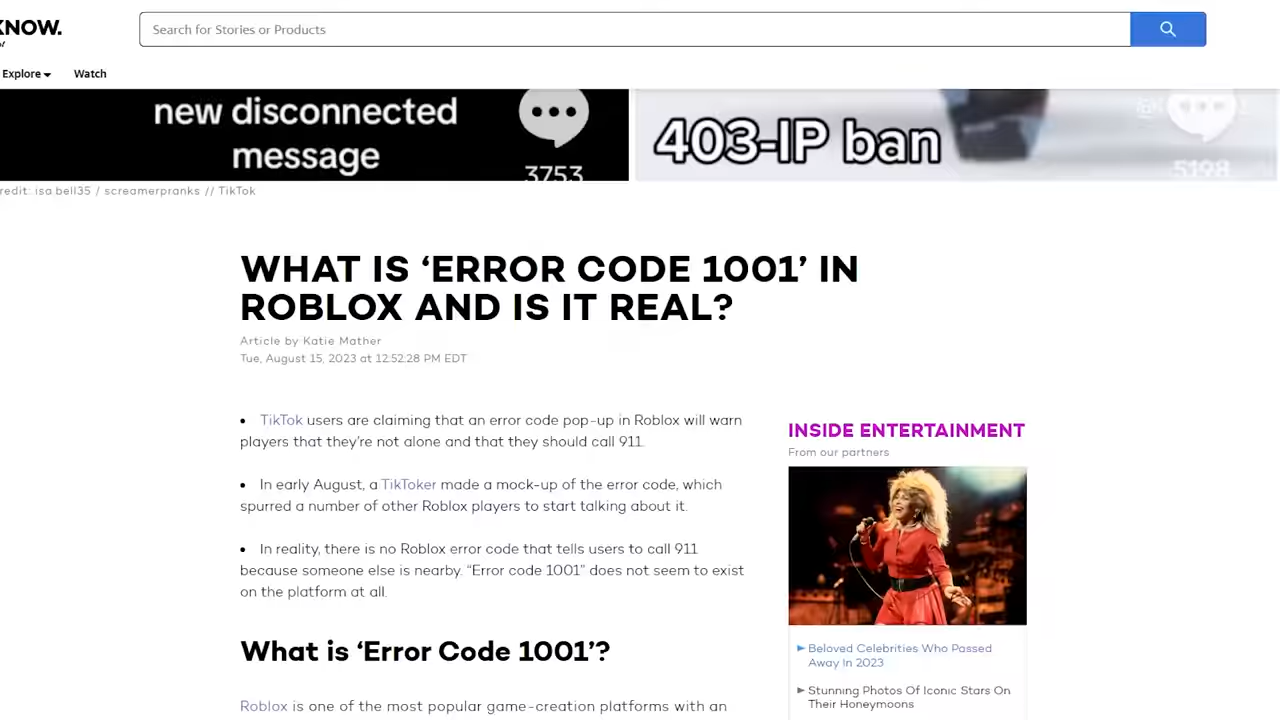 KNOW.
Search for Stories or Products
Explore
Watch
new disconnected
message
3753
403-IP ban
5198
redit: isa.bell35 / screamerpranks // TikTok
WHAT IS ‘ERROR CODE 1001’ IN
ROBLOX AND IS IT REAL?
Article by Katie Mather
Tue, August 15, 2023 at 12:52:28 PM EDT
• TikTok users are claiming that an error code pop-up in Roblox will warn
players that they’re not alone and that they should call 911.
• In early August, a TikToker made a mock-up of the error code, which
spurred a number of other Roblox players to start talking about it.
• In reality, there is no Roblox error code that tells users to call 911
because someone else is nearby. “Error code 1001” does not seem to exist
on the platform at all.
What is ‘Error Code 1001’?
Roblox is one of the most popular game-creation platforms with an
INSIDE ENTERTAINMENT
From our partners
Beloved Celebrities Who Passed
Away In 2023
Stunning Photos Of Iconic Stars On
Their Honeymoons